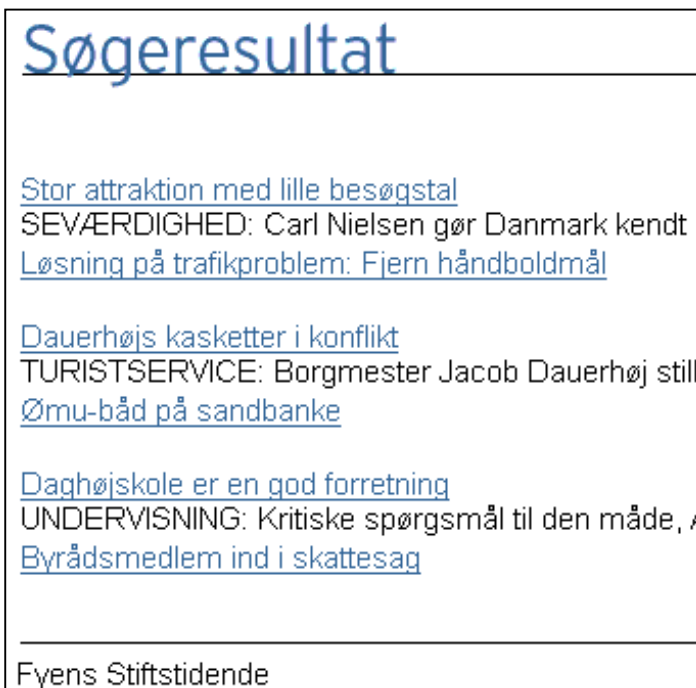 Søgeresultat
Stor attraktion med lille besøgstal
SEVÆRDIGHED: Carl Nielsen gør Danmark kendt
Løsning på trafikproblem: Fjern håndboldmål
Dauerhøjs kasketter i konflikt
TURISTSERVICE: Borgmester Jacob Dauerhøj still
Ømu-båd på sandbanke
Daghøjskole er en god forretning
UNDERVISNING: Kritiske spørgsmål til den måde,
Byrådsmedlem ind i skattesag
Fyens Stiftstidende